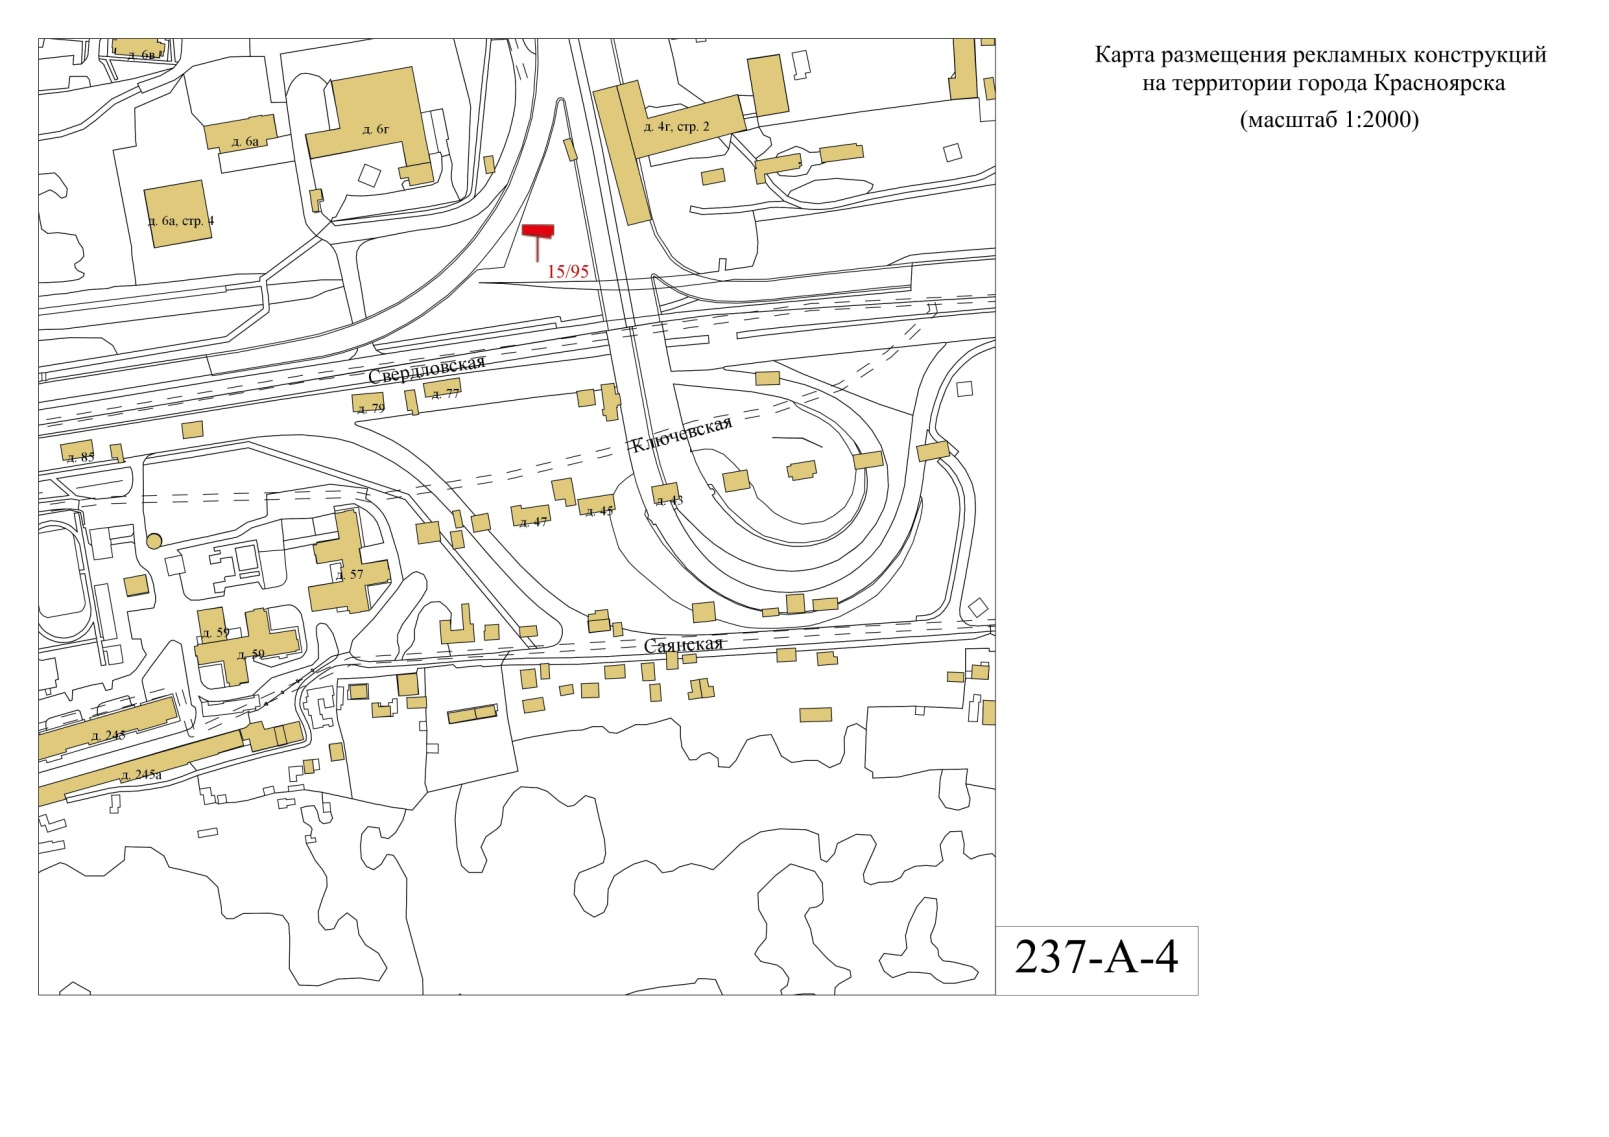 Карта размещения рекламных конструкций
на территории города Красноярска
(масштаб 1:2000)
д. 6в
д. 6г
д. 4г, стр. 2
д. 6а
д. 6а, стр. 4
15/95
Свердловская
д. 77
д. 79
Ключевская
д. 85
д. 43
д. 45
д. 47
д. 57
д. 59
Саянская
д. 59
д. 245
д. 245а
237-А-4